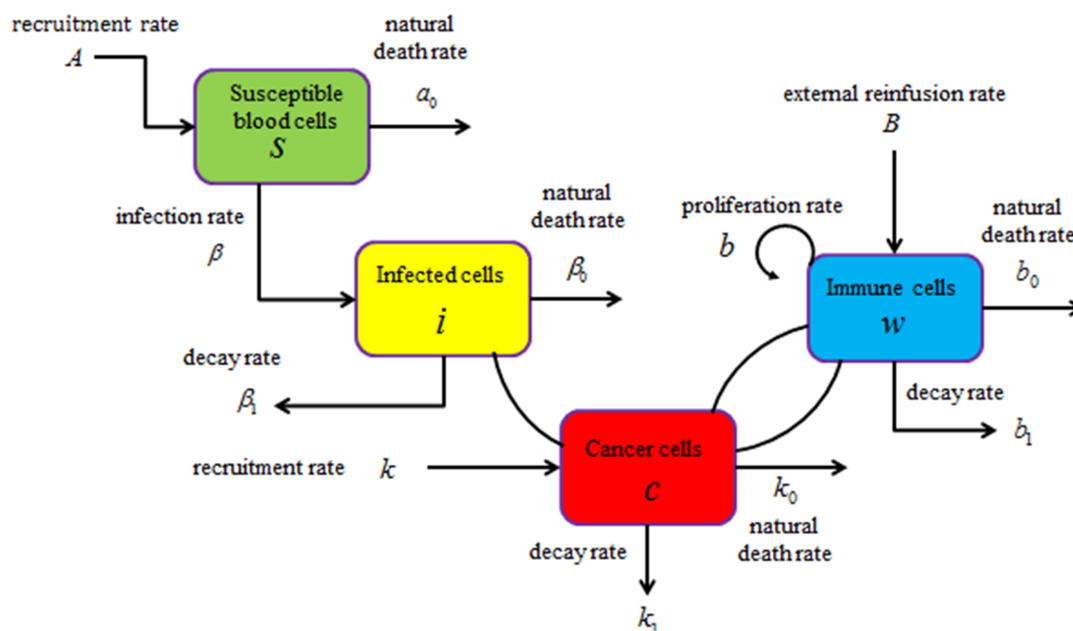 recruitment rate
A
Susceptible
blood cells
S
natural
death rate
a₀
infection rate
β
Infected cells
i
natural
death rate
β₀
decay rate
β₁
external reinfusion rate
B
proliferation rate
b
Immune cells
w
natural
death rate
b₀
decay rate
b₁
recruitment rate k
Cancer cells
c
k₀
natural
death rate
decay rate
k₁